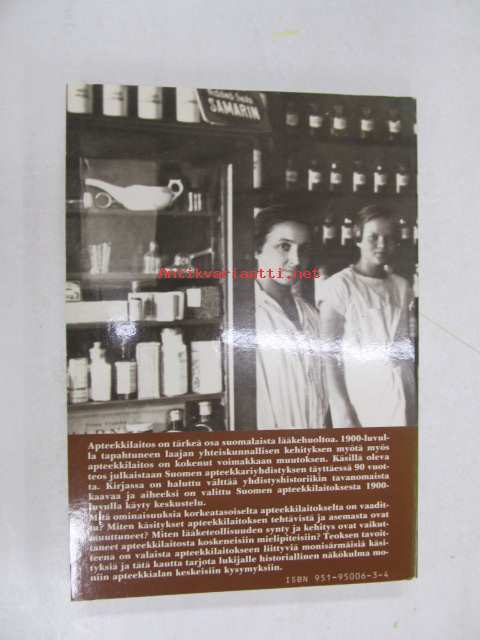 SAMARIN
Antikvariantti.net
Apteekkilaitos on tärkeä osa suomalaista lääkehuoltoa. 1900-luvul-
la tapahtuneen laajan yhteiskunnallisen kehityksen myötä myös
apteekkilaitos on kokenut voimakkaan muutoksen. Käsillä oleva
teos julkaistaan Suomen apteekkariyhdistyksen täyttäessä 90 vuot-
ta. Kirjassa on haluttu välttää yhdistyshistoriikin tavanomaista
kaavaa ja aiheeksi on valittu Suomen apteekkilaitoksesta 1900-
luvulla käyty keskustelu.
Mitä ominaisuuksia korkeatasoiselta apteekkilaitokselta on vaadit-
tu? Miten käsitykset apteekkilaitoksen tehtävistä ja asemasta ovat
muuttuneet? Miten lääketeollisuuden synty ja kehitys ovat vaikut-
taneet apteekkilaitosta koskeneisiin mielipiteisiin? Teoksen tavoit-
teena on valaista apteekkilaitokseen liittyviä monisärmäisiä käsi-
tyksiä ja tätä kautta tarjota lukijalle historiallinen näkökulma mo-
niin apteekkialan keskeisiin kysymyksiin.
ISBN 951-95006-3-4